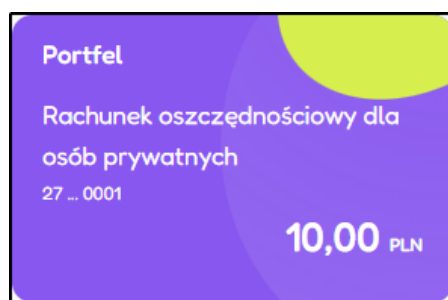 Portfel
Rachunek oszczędnościowy dla
osób prywatnych
27 ... 0001
10,00 PLN